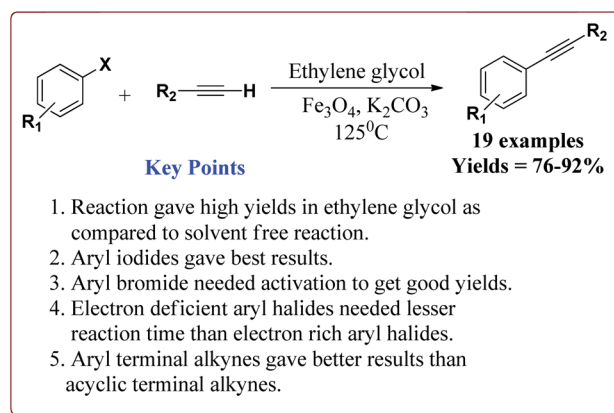 X
R1
+
R2
H
Ethylene glycol
Fe3O4, K2CO3
125⁰C
R2
R1
19 examples
Yields = 76-92%
Key Points
1. Reaction gave high yields in ethylene glycol as
compared to solvent free reaction.
2. Aryl iodides gave best results.
3. Aryl bromide needed activation to get good yields.
4. Electron deficient aryl halides needed lesser
reaction time than electron rich aryl halides.
5. Aryl terminal alkynes gave better results than
acyclic terminal alkynes.